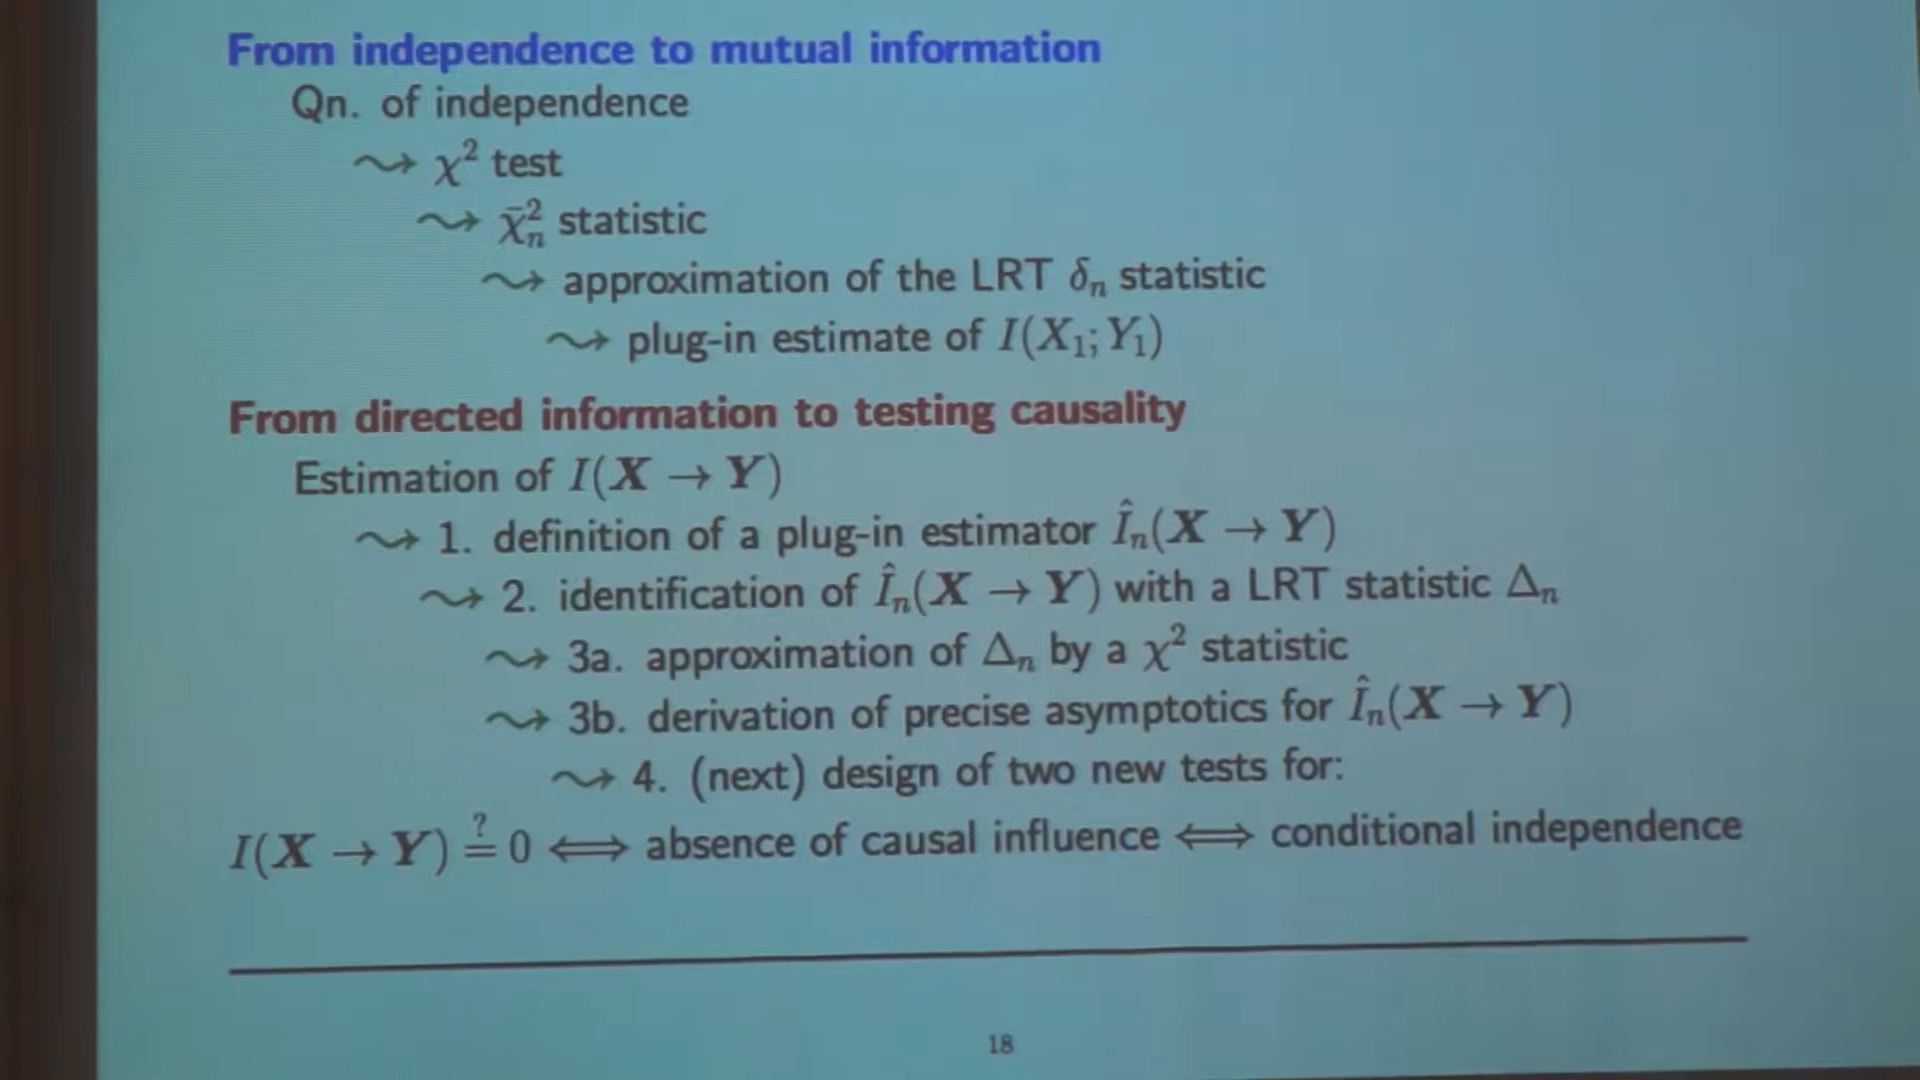 From independence to mutual information
Qn. of independence
⇝ χ² test
⇝ χ̄²ₙ statistic
⇝ approximation of the LRT δₙ statistic
⇝ plug-in estimate of I(X₁; Y₁)
From directed information to testing causality
Estimation of I(X → Y)
⇝ 1. definition of a plug-in estimator Îₙ(X → Y)
⇝ 2. identification of Îₙ(X → Y) with a LRT statistic Δₙ
⇝ 3a. approximation of Δₙ by a χ² statistic
⇝ 3b. derivation of precise asymptotics for Îₙ(X → Y)
⇝ 4. (next) design of two new tests for:
I(X → Y) ≟ 0 ⟺ absence of causal influence ⟺ conditional independence
18